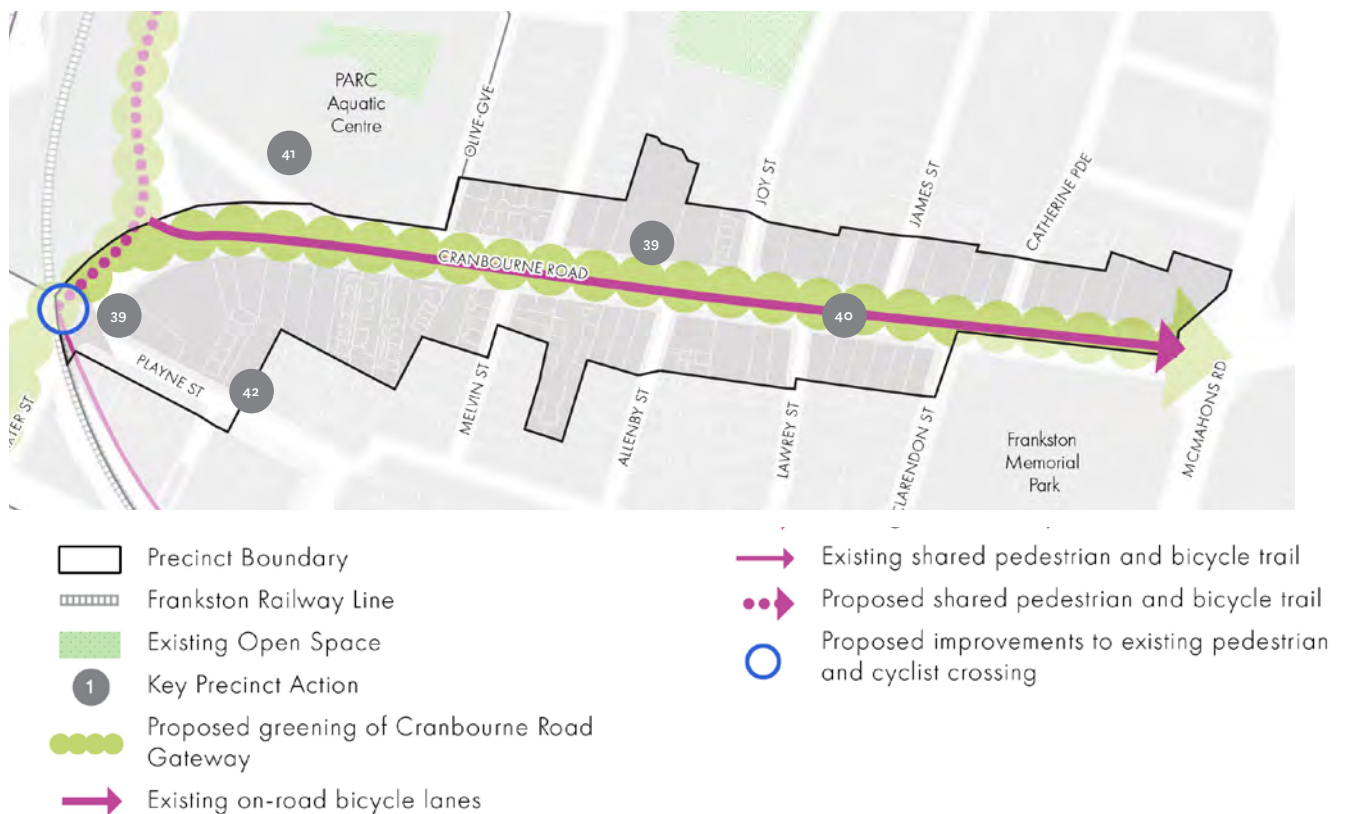 PARC
Aquatic
Centre
OLIVE GVE
41
JOY ST
JAMES ST
CATHERINE PDE
39
CRANBOURNE ROAD
39
40
PLAYNE ST
42
MELVIN ST
ALLENBY ST
LAWREY ST
CLARENDON ST
Frankston
Memorial
Park
MCMAHONS RD
ST
Precinct Boundary
Frankston Railway Line
Existing Open Space
1
Key Precinct Action
Proposed greening of Cranbourne Road
Gateway
Existing on-road bicycle lanes
Existing shared pedestrian and bicycle trail
Proposed shared pedestrian and bicycle trail
Proposed improvements to existing pedestrian
and cyclist crossing